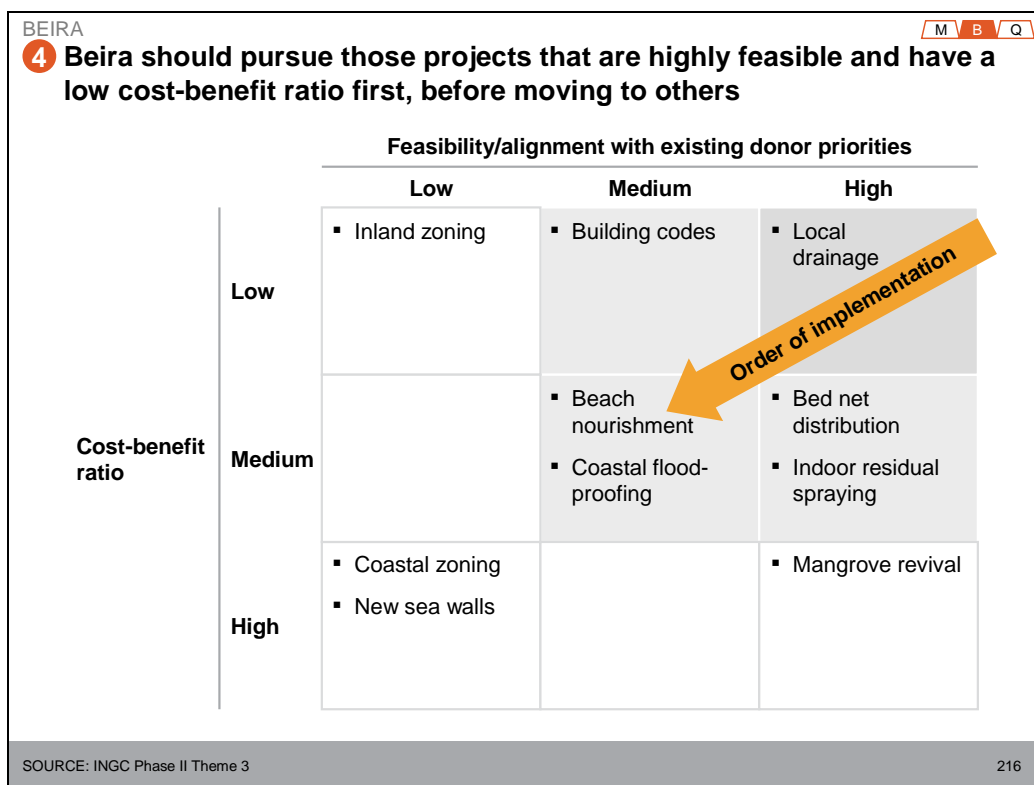 BEIRA
M B Q
4 Beira should pursue those projects that are highly feasible and have a
low cost-benefit ratio first, before moving to others
Feasibility/alignment with existing donor priorities
Low Medium High
▪ Inland zoning
▪ Building codes
▪ Local
drainage
Low
Order of implementation
Cost-benefit
ratio
Medium
▪ Beach
nourishment
▪ Coastal flood-
proofing
▪ Bed net
distribution
▪ Indoor residual
spraying
High
▪ Coastal zoning
▪ New sea walls
▪ Mangrove revival
SOURCE: INGC Phase II Theme 3
216